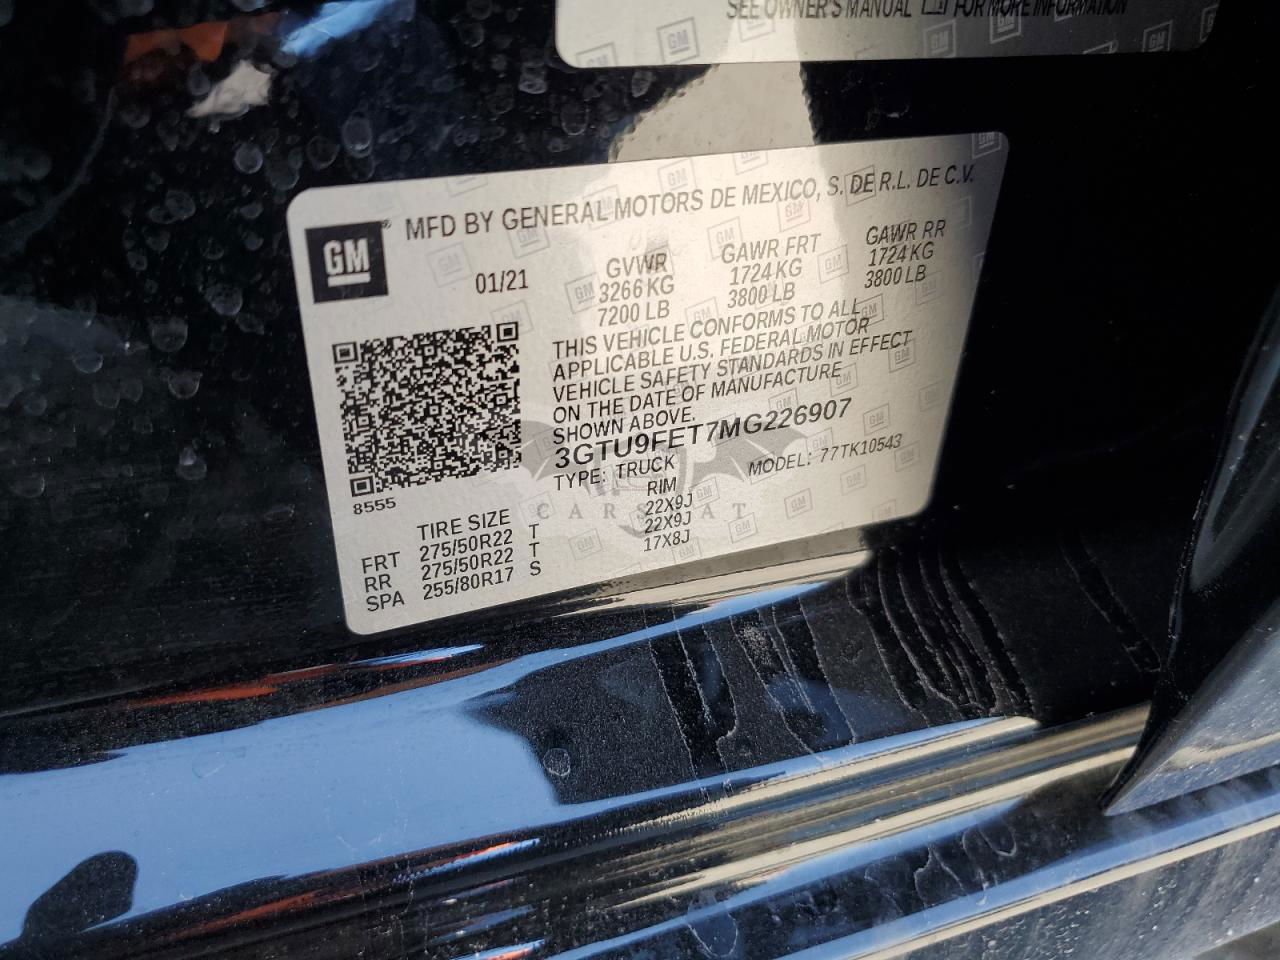 SEE OWNER'S MANUAL FOR MORE INFORMATION
GM
MFD BY GENERAL MOTORS DE MEXICO, S. DE R.L. DE C.V.
01/21
GVWR GAWR FRT GAWR RR
3266 KG 1724 KG 1724 KG
7200 LB 3800 LB 3800 LB
THIS VEHICLE CONFORMS TO ALL
APPLICABLE U.S. FEDERAL MOTOR
VEHICLE SAFETY STANDARDS IN EFFECT
ON THE DATE OF MANUFACTURE
SHOWN ABOVE.
3GTU9FET7MG226907
TYPE: TRUCK MODEL: 77TK10543
8555
TIRE SIZE RIM
FRT 275/50R22 T 22X9J
RR 275/50R22 T 22X9J
SPA 255/80R17 S 17X8J